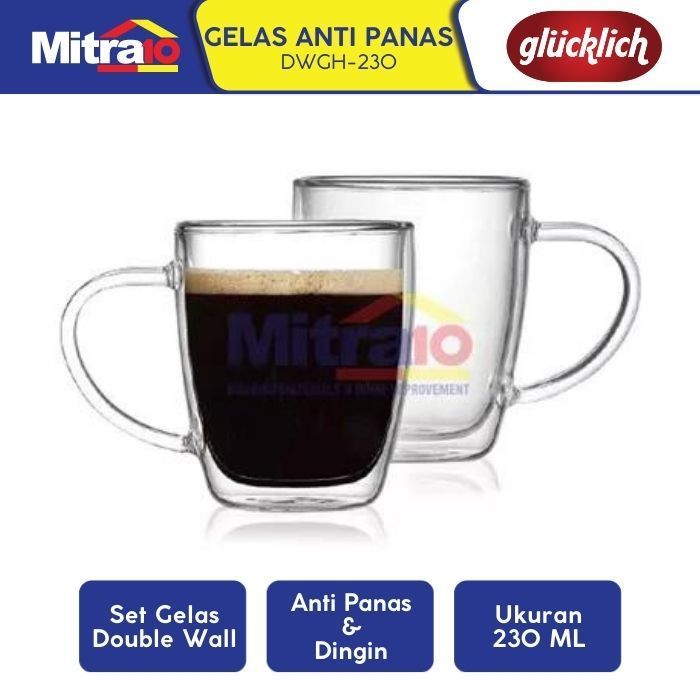 Mitra10
GELAS ANTI PANAS
DWGH-230
glücklich
Mitra10
Set Gelas
Double Wall
Anti Panas
&
Dingin
Ukuran
230 ML